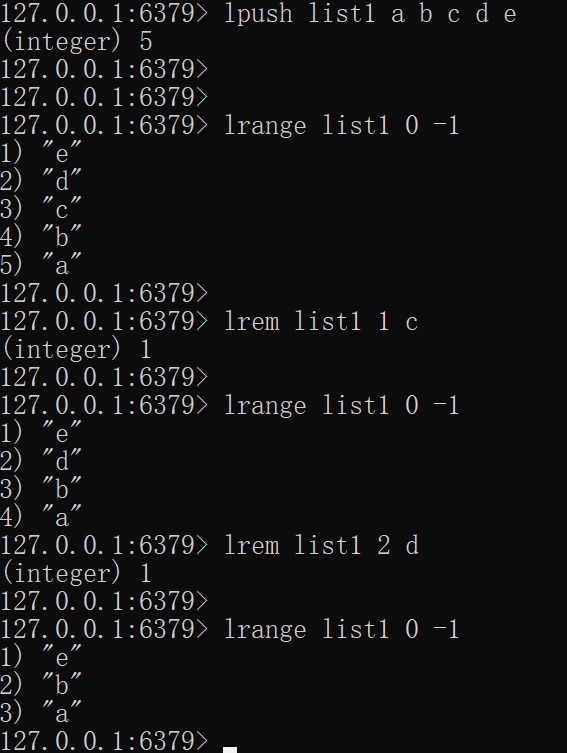 127.0.0.1:6379> lpush list1 a b c d e
(integer) 5
127.0.0.1:6379>
127.0.0.1:6379>
127.0.0.1:6379> lrange list1 0 -1
1) "e"
2) "d"
3) "c"
4) "b"
5) "a"
127.0.0.1:6379>
127.0.0.1:6379> lrem list1 1 c
(integer) 1
127.0.0.1:6379>
127.0.0.1:6379> lrange list1 0 -1
1) "e"
2) "d"
3) "b"
4) "a"
127.0.0.1:6379> lrem list1 2 d
(integer) 1
127.0.0.1:6379>
127.0.0.1:6379> lrange list1 0 -1
1) "e"
2) "b"
3) "a"
127.0.0.1:6379>